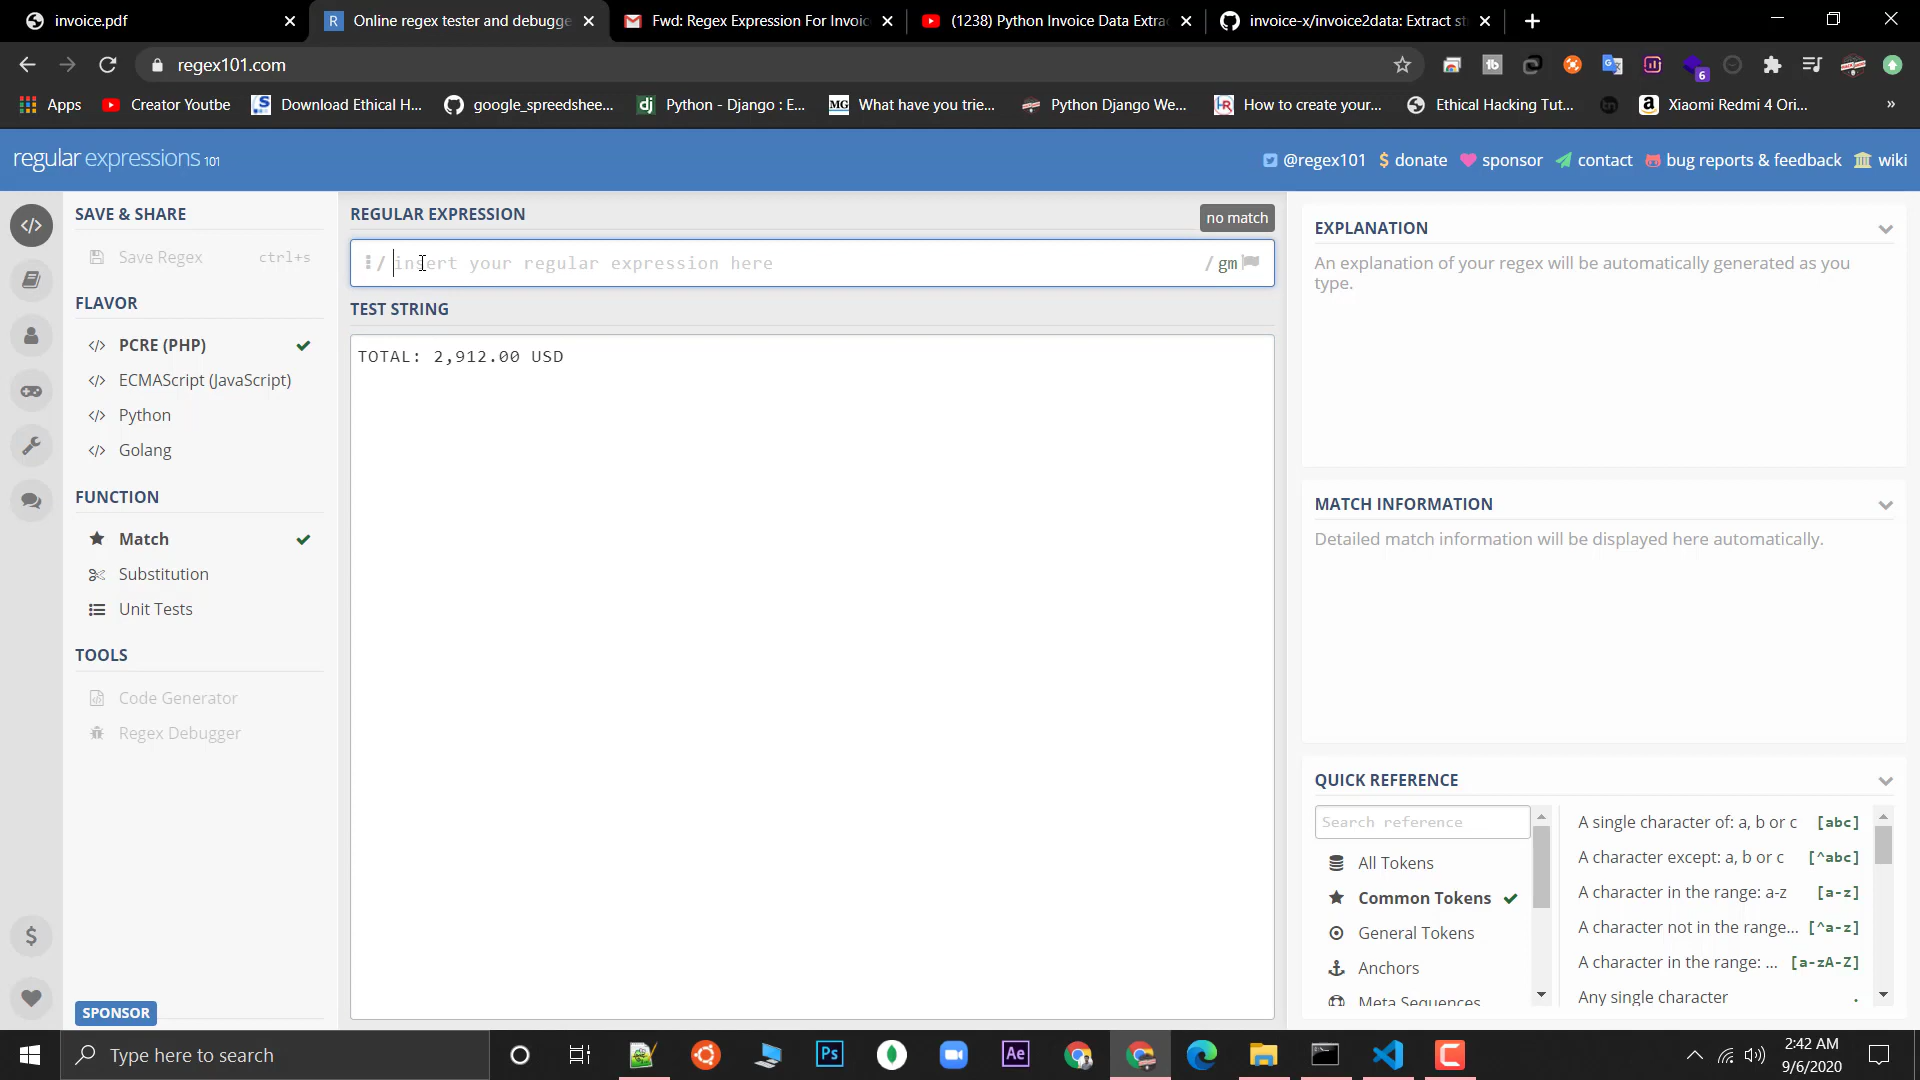 invoice.pdf
Online regex tester and debugge
Fwd: Regex Expression For Invoic
(1238) Python Invoice Data Extra
invoice-x/invoice2data: Extract st
regex101.com
6
Apps
Creator Youtbe
Download Ethical H...
google_spreedshee...
Python - Django : E...
What have you trie...
Python Django We...
How to create your...
Ethical Hacking Tut...
Xiaomi Redmi 4 Ori...
»
regular expressions 101
@regex101
$ donate
sponsor
contact
bug reports & feedback
wiki
SAVE & SHARE
Save Regex ctrl+s
FLAVOR
</> PCRE (PHP)
</> ECMAScript (JavaScript)
</> Python
</> Golang
FUNCTION
Match
Substitution
Unit Tests
TOOLS
Code Generator
Regex Debugger
SPONSOR
REGULAR EXPRESSION
no match
/ insert your regular expression here / gm
TEST STRING
TOTAL: 2,912.00 USD
EXPLANATION
An explanation of your regex will be automatically generated as you
type.
MATCH INFORMATION
Detailed match information will be displayed here automatically.
QUICK REFERENCE
Search reference
All Tokens
Common Tokens
General Tokens
Anchors
Meta Sequences
A single character of: a, b or c [abc]
A character except: a, b or c [^abc]
A character in the range: a-z [a-z]
A character not in the range... [^a-z]
A character in the range: ... [a-zA-Z]
Any single character .
Type here to search
Ps
Ae
2:42 AM
9/6/2020